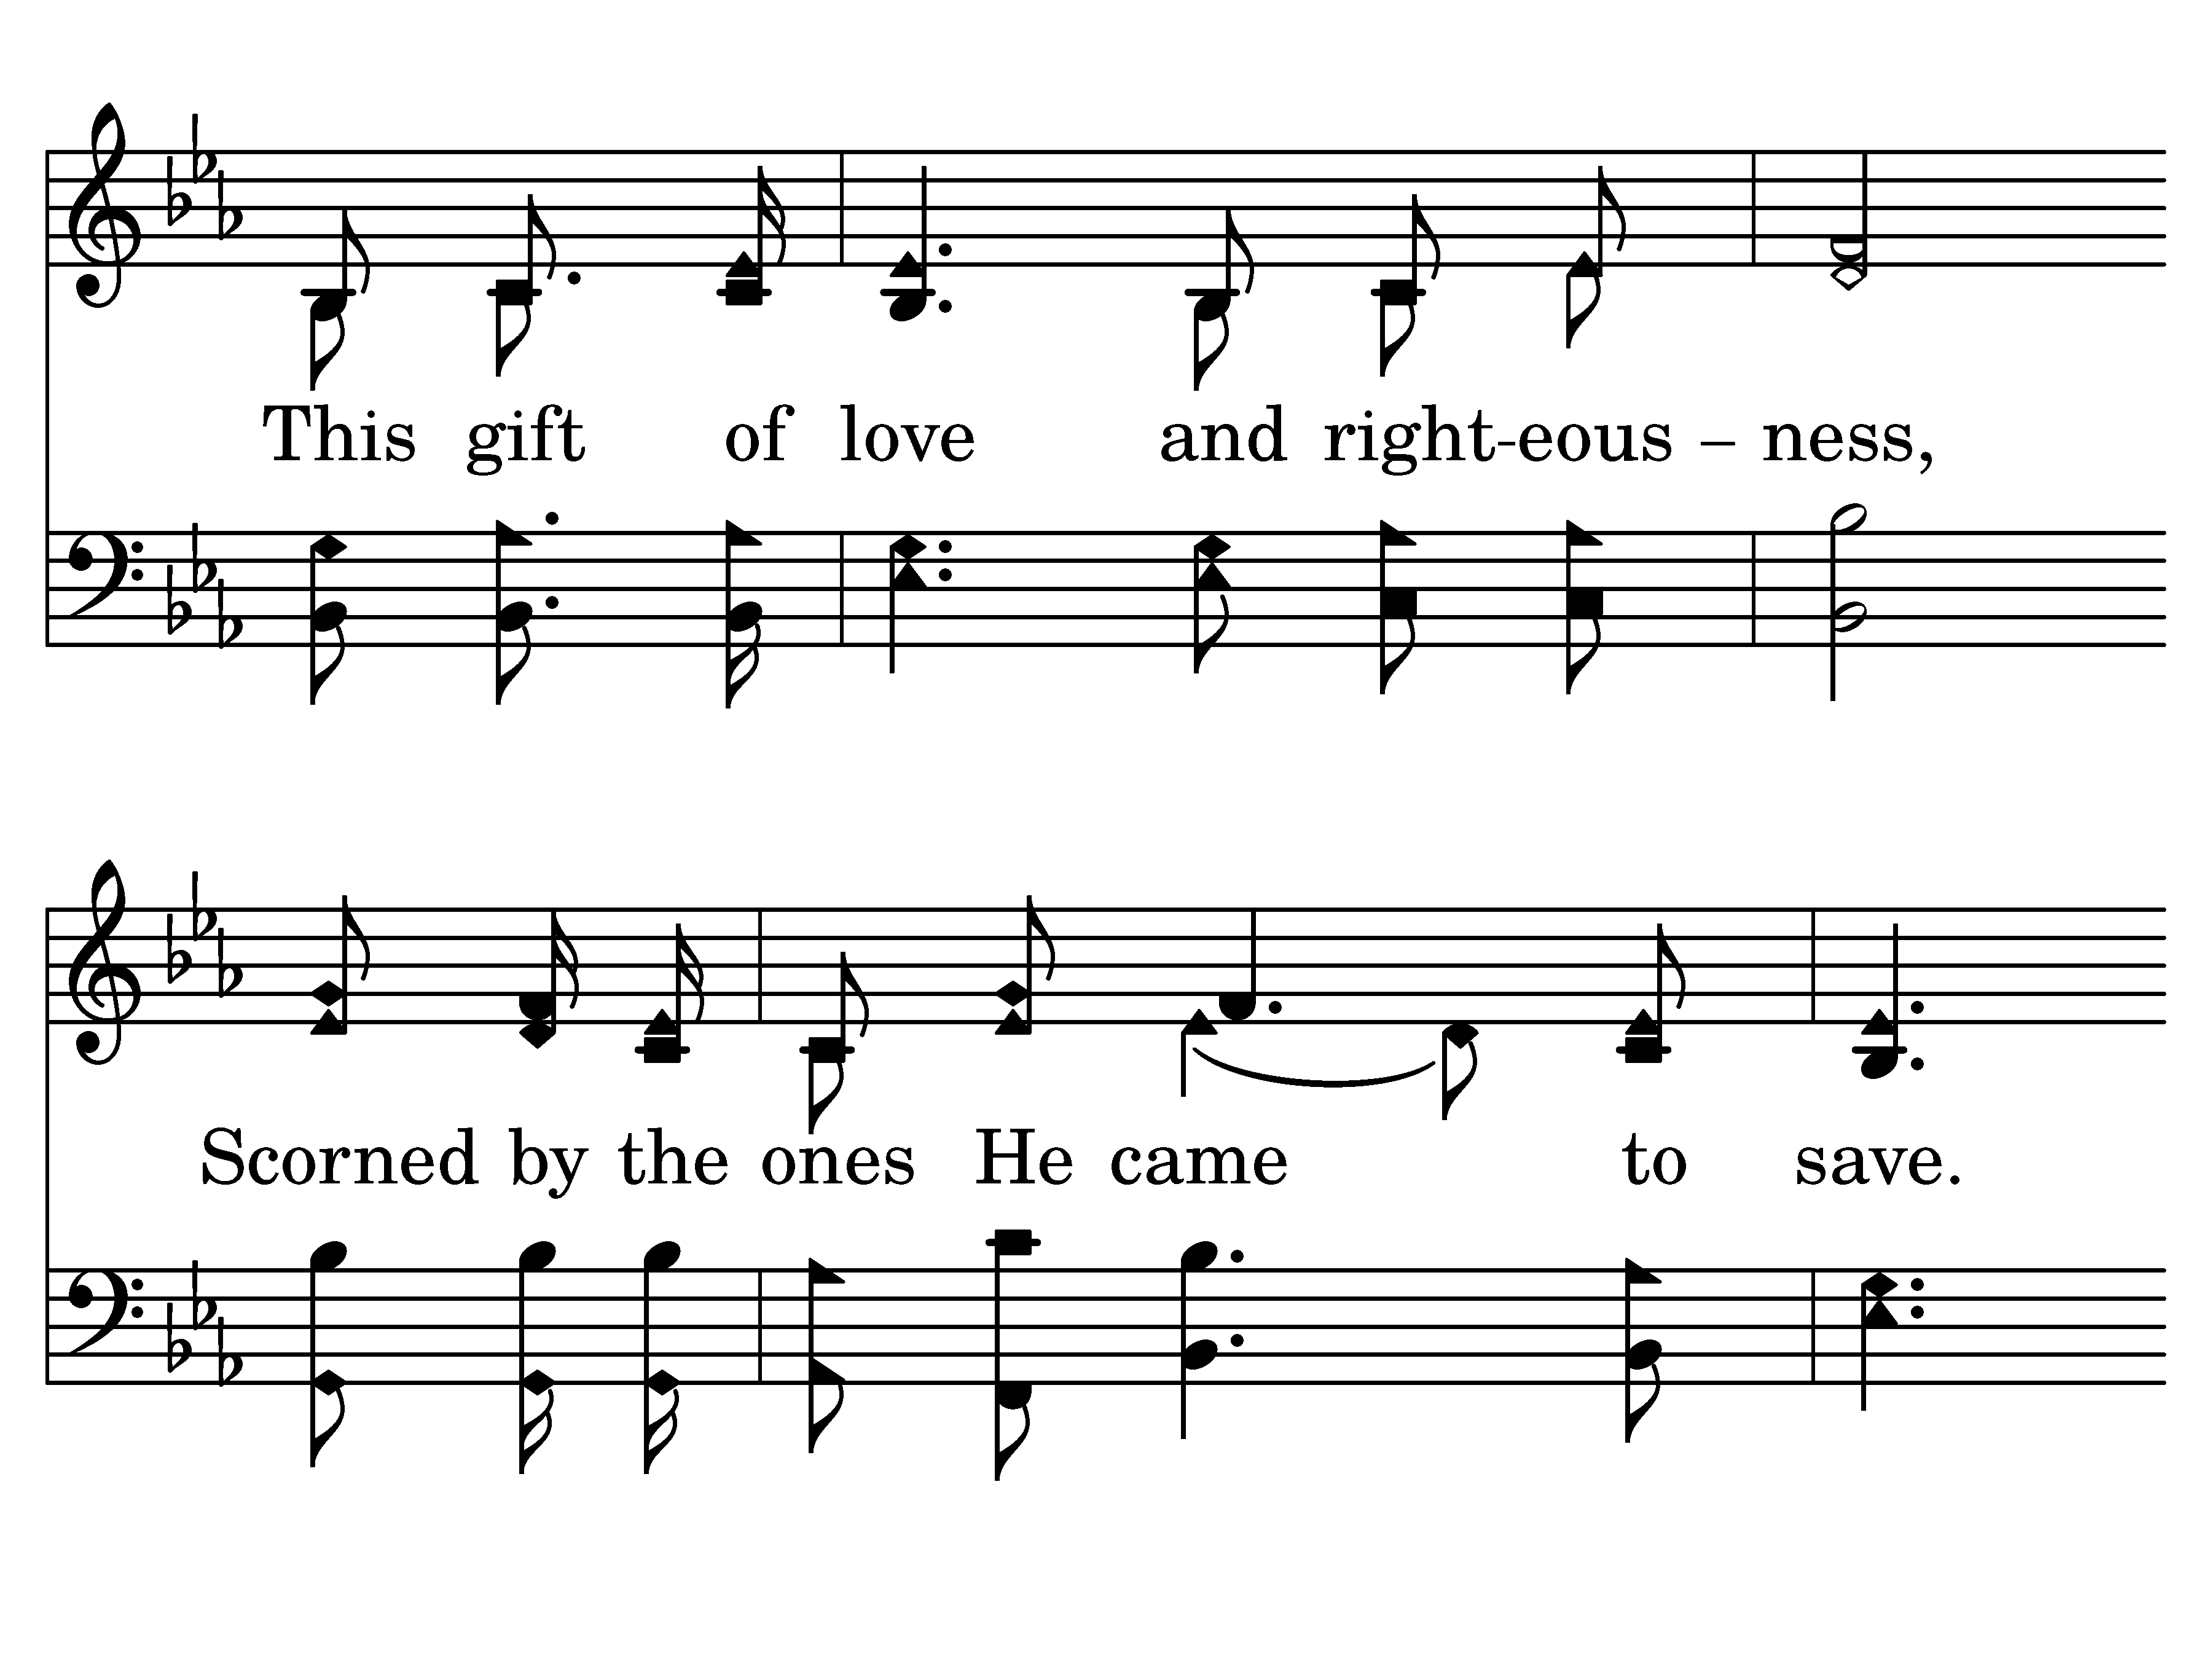 This gift of love and right-eous – ness,
Scorned by the ones He came to save.